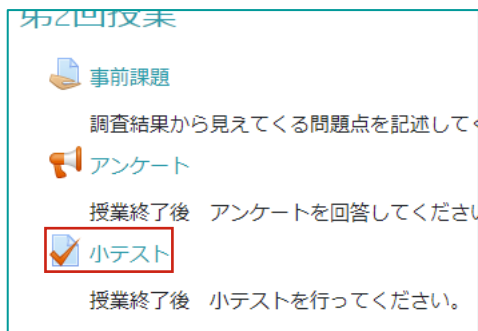 第2回授業
事前課題
調査結果から見えてくる問題点を記述して
アンケート
授業終了後　アンケートを回答してくださ
小テスト
授業終了後　小テストを行ってください。